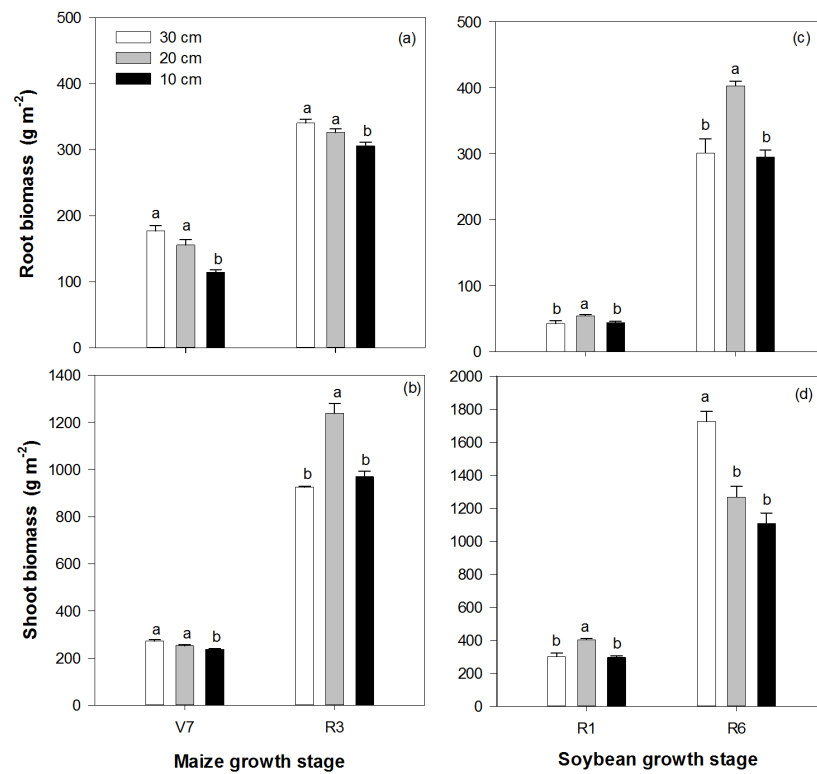 Root biomass (g m-2)
500
400
300
200
100
0
30 cm
20 cm
10 cm
(a)
a
a
b
a
a
b
500
400
300
200
100
0
(c)
b
a
b
b
a
b
Shoot biomass (g m-2)
1400
1200
1000
800
600
400
200
0
(b)
a
a
b
b
a
b
V7
R3
Maize growth stage
2000
1800
1600
1400
1200
1000
800
600
400
200
0
(d)
b
a
b
a
b
b
R1
R6
Soybean growth stage